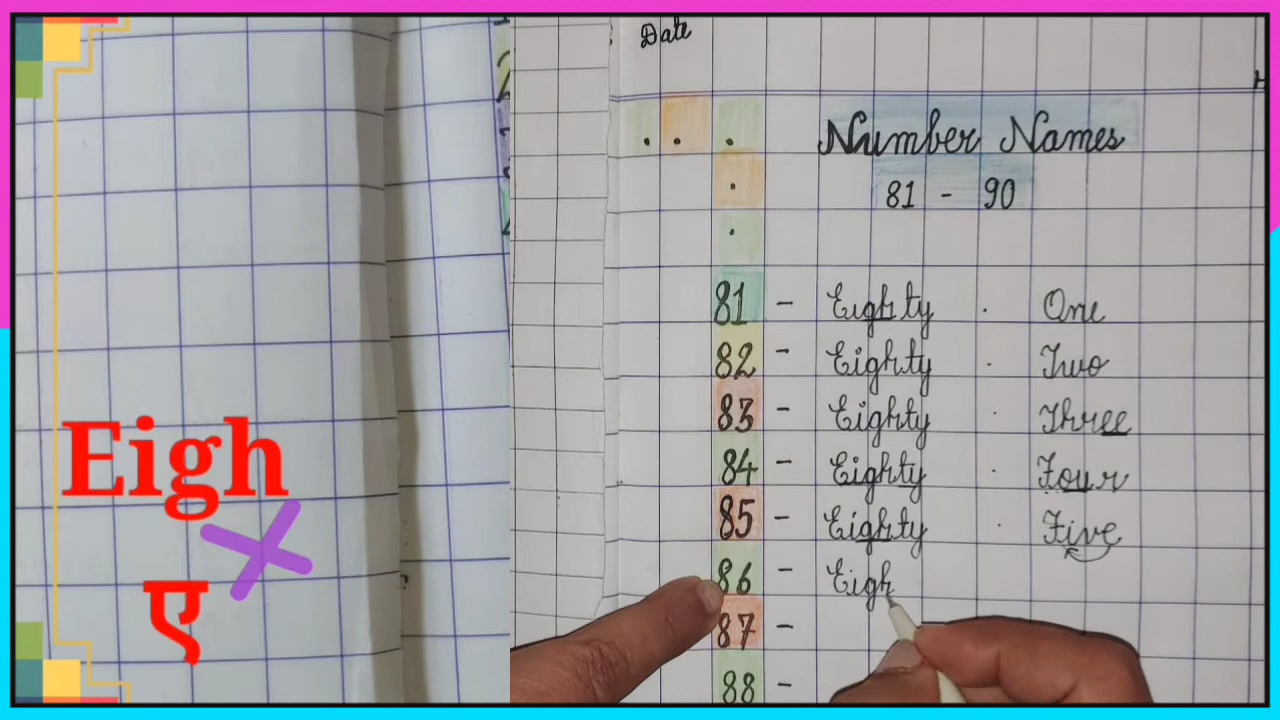 Eigh
ए
Date
Number Names
81 - 90
81 - Eighty . One
82 - Eighty . Two
83 - Eighty . Three
84 - Eighty . Four
85 - Eighty . Five
86 - Eigh
87 -
88 -